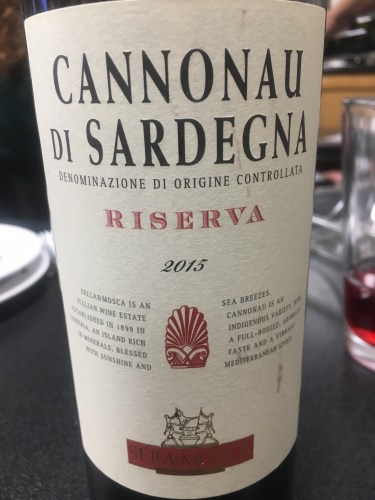 CANNONAU
DI SARDEGNA
DENOMINAZIONE DI ORIGINE CONTROLLATA
RISERVA
2015
SELLA&MOSCA IS AN
ITALIAN WINE ESTATE
ESTABLISHED IN 1899 IN
SARDINIA, AN ISLAND RICH
IN MINERALS, BLESSED
WITH SUNSHINE AND
SEA BREEZES.
CANNONAU IS AN
INDIGENOUS VARIETY, WITH
A FULL-BODIED,
TASTE AND A VIBRANT
MEDITERRANEAN SPIRIT